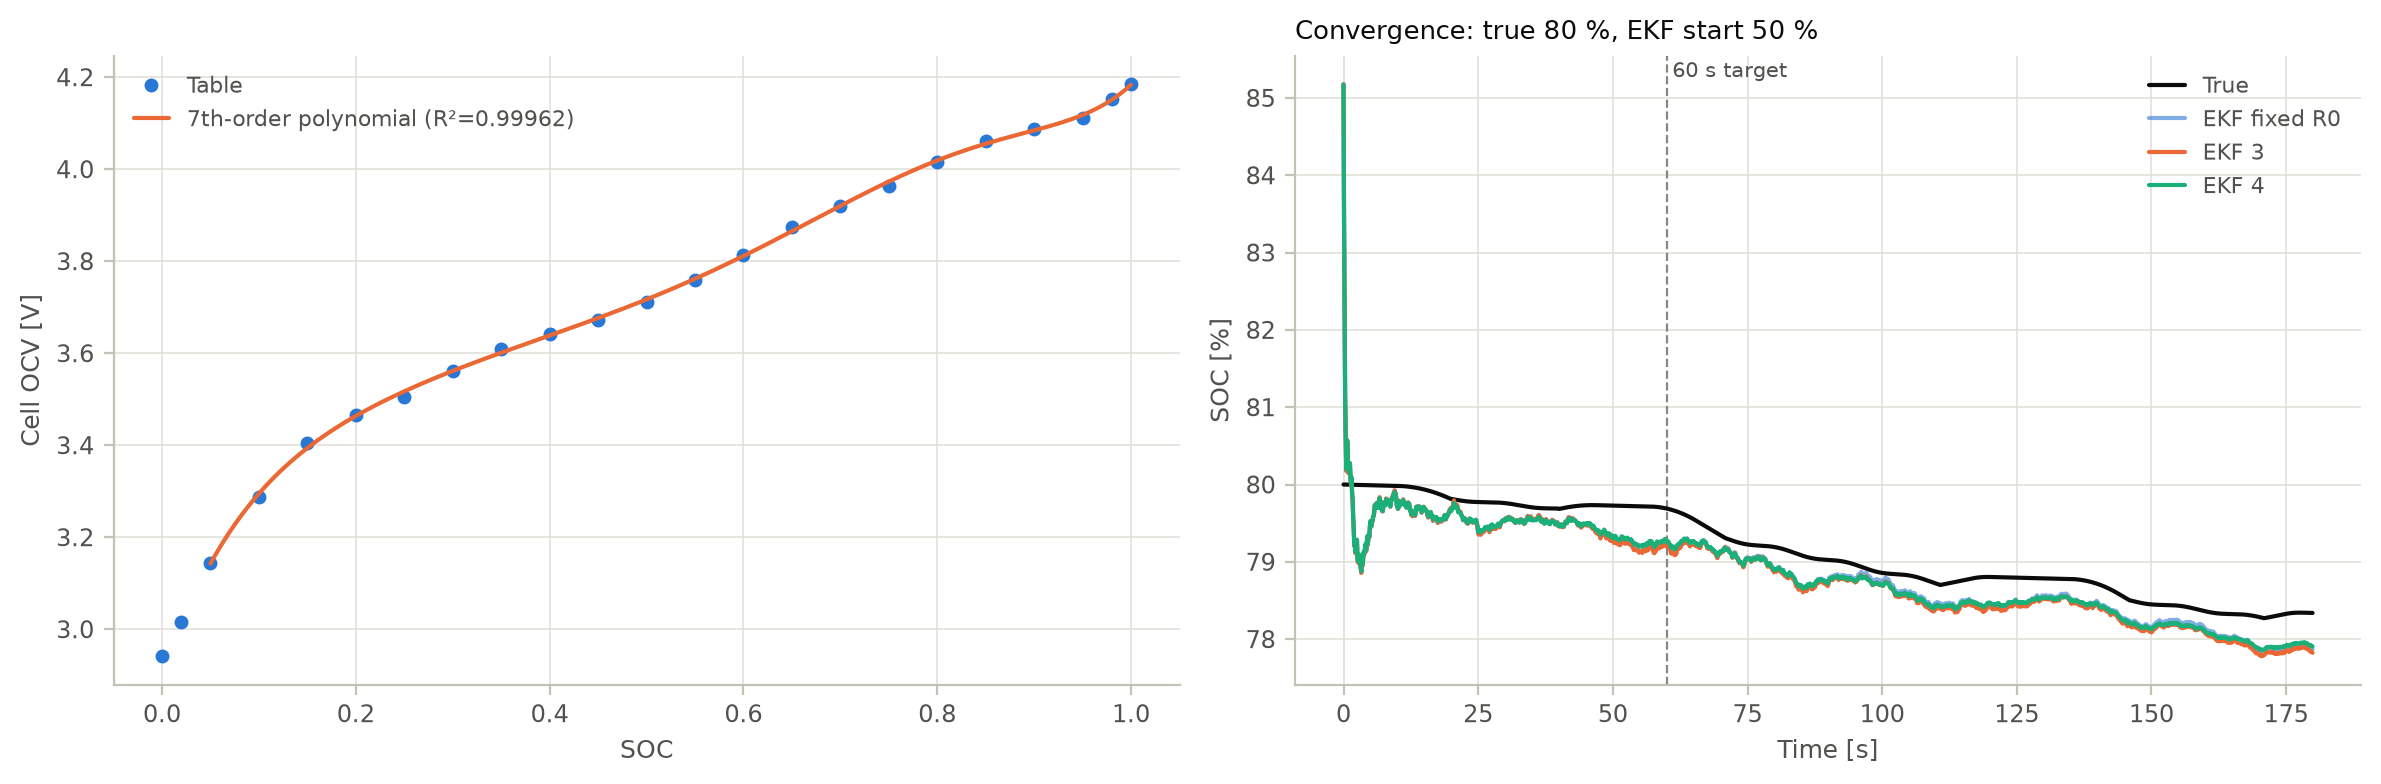 Table
7th-order polynomial (R²=0.99962)
4.2
4.0
3.8
3.6
3.4
3.2
3.0
Cell OCV [V]
0.0 0.2 0.4 0.6 0.8 1.0
SOC
Convergence: true 80 %, EKF start 50 %
60 s target
True
EKF fixed R0
EKF 3
EKF 4
85
84
83
82
81
80
79
78
SOC [%]
0 25 50 75 100 125 150 175
Time [s]